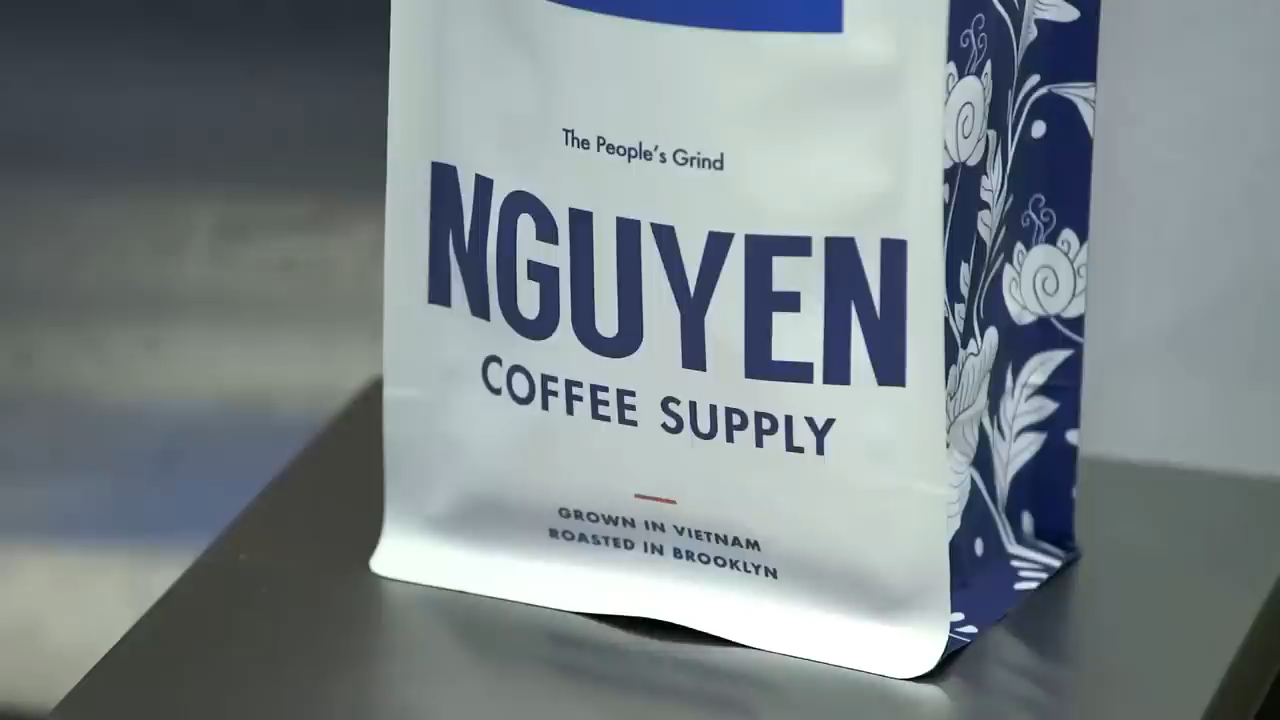 The People's Grind
NGUYEN
COFFEE SUPPLY
GROWN IN VIETNAM
ROASTED IN BROOKLYN